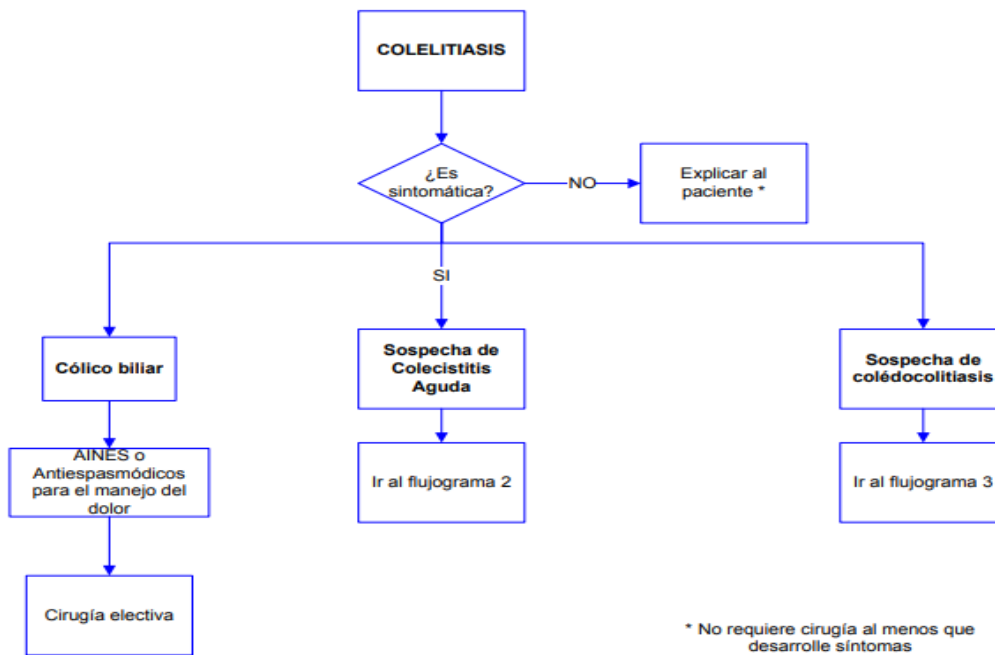 COLELITIASIS
¿Es
sintomática?
NO
Explicar al
paciente *
SI
Cólico biliar
Sospecha de
Colecistitis
Aguda
Sospecha de
colédocolitiasis
AINES o
Antiespasmódicos
para el manejo del
dolor
Ir al flujograma 2
Ir al flujograma 3
Cirugía electiva
* No requiere cirugía al menos que
desarrolle síntomas